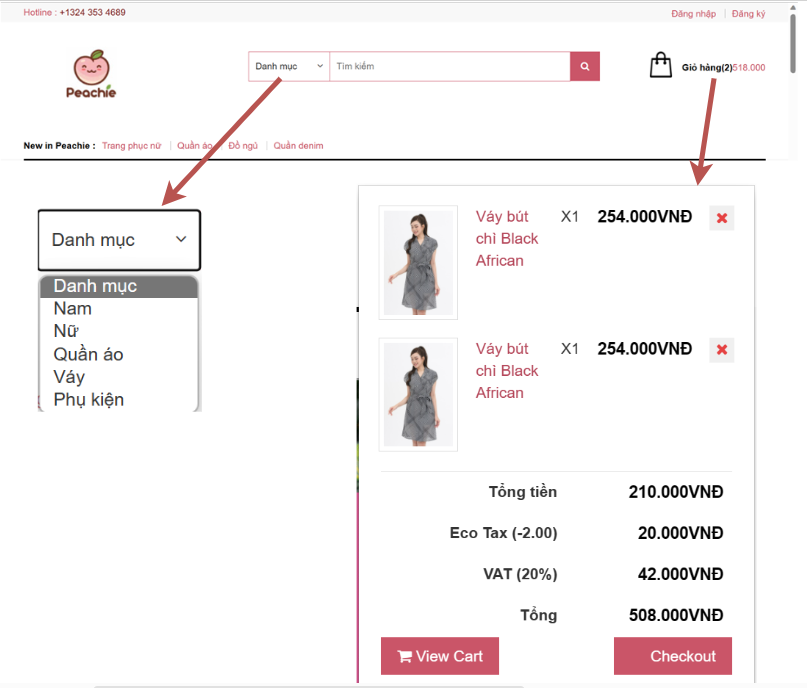 Hotline : +1324 353 4689
Đăng nhập | Đăng ký
Peachie
Danh mục
Tìm kiếm
Giỏ hàng(2)518.000
New in Peachie : Trang phục nữ | Quần áo | Đồ ngủ | Quần denim
Danh mục
Danh mục
Nam
Nữ
Quần áo
Váy
Phụ kiện
Váy bút chì Black African X1 254.000VNĐ
Váy bút chì Black African X1 254.000VNĐ
Tổng tiền 210.000VNĐ
Eco Tax (-2.00) 20.000VNĐ
VAT (20%) 42.000VNĐ
Tổng 508.000VNĐ
View Cart
Checkout